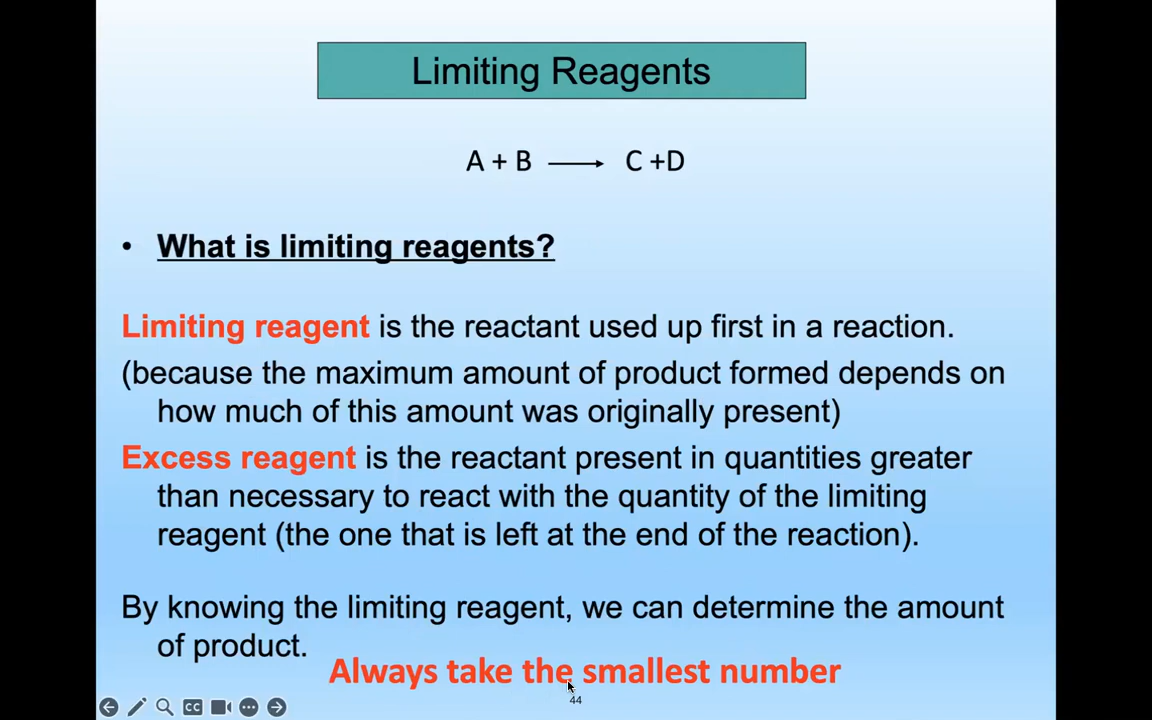 Limiting Reagents
A + B ⟶ C +D
• What is limiting reagents?
Limiting reagent is the reactant used up first in a reaction.
(because the maximum amount of product formed depends on
how much of this amount was originally present)
Excess reagent is the reactant present in quantities greater
than necessary to react with the quantity of the limiting
reagent (the one that is left at the end of the reaction).
By knowing the limiting reagent, we can determine the amount
of product.
Always take the smallest number
44
CC